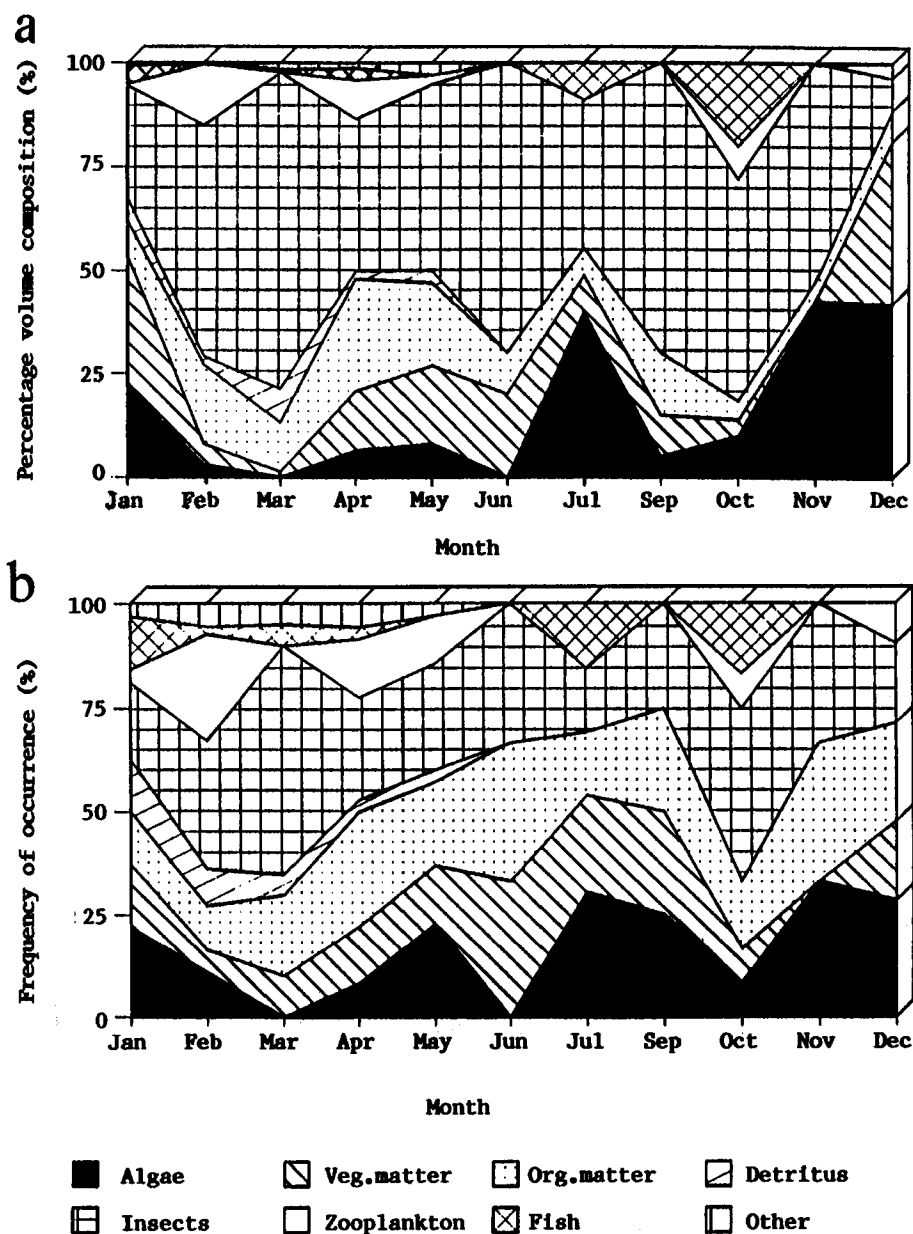 a
Percentage volume composition (%)
100
75
50
25
0
Jan Feb Mar Apr May Jun Jul Sep Oct Nov Dec
Month
b
Frequency of occurrence (%)
100
75
50
25
0
Jan Feb Mar Apr May Jun Jul Sep Oct Nov Dec
Month
Algae Veg.matter Org.matter Detritus
Insects Zooplankton Fish Other